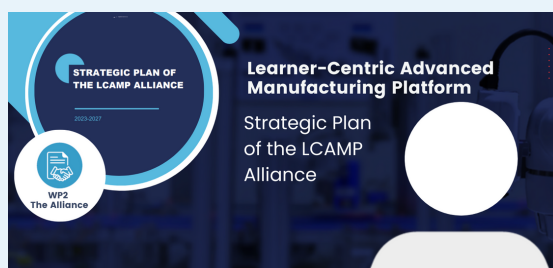 STRATEGIC PLAN OF
THE LCAMP ALLIANCE
2023-2027
WP2
The Alliance
Learner-Centric Advanced
Manufacturing Platform
Strategic Plan
of the LCAMP
Alliance